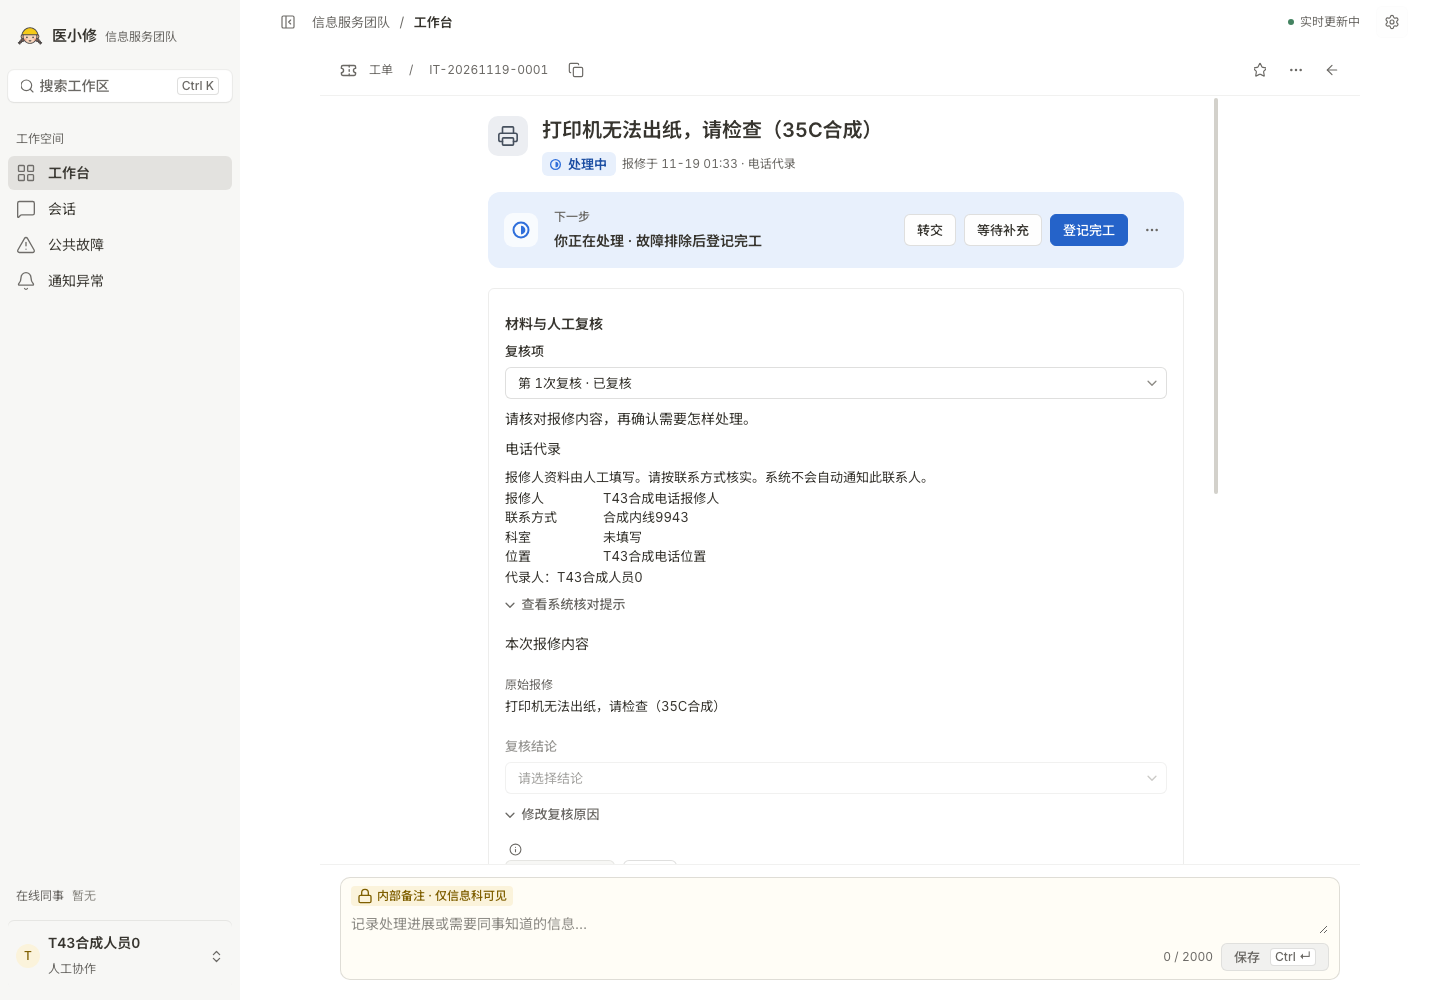 医小修 信息服务团队
搜索工作区 Ctrl K
工作空间
工作台
会话
公共故障
通知异常
在线同事 暂无
T T43合成人员0
人工协作
信息服务团队 / 工作台
实时更新中
工单 / IT-20261119-0001
打印机无法出纸，请检查（35C合成）
处理中 报修于 11-19 01:33 · 电话代录
下一步
你正在处理 · 故障排除后登记完工
转交 等待补充 登记完工
材料与人工复核
复核项
第 1次复核 · 已复核
请核对报修内容，再确认需要怎样处理。
电话代录
报修人资料由人工填写。请按联系方式核实。系统不会自动通知此联系人。
报修人 T43合成电话报修人
联系方式 合成内线9943
科室 未填写
位置 T43合成电话位置
代录人：T43合成人员0
查看系统核对提示
本次报修内容
原始报修
打印机无法出纸，请检查（35C合成）
复核结论
请选择结论
修改复核原因
内部备注 · 仅信息科可见
记录处理进展或需要同事知道的信息...
0 / 2000 保存 Ctrl ↵